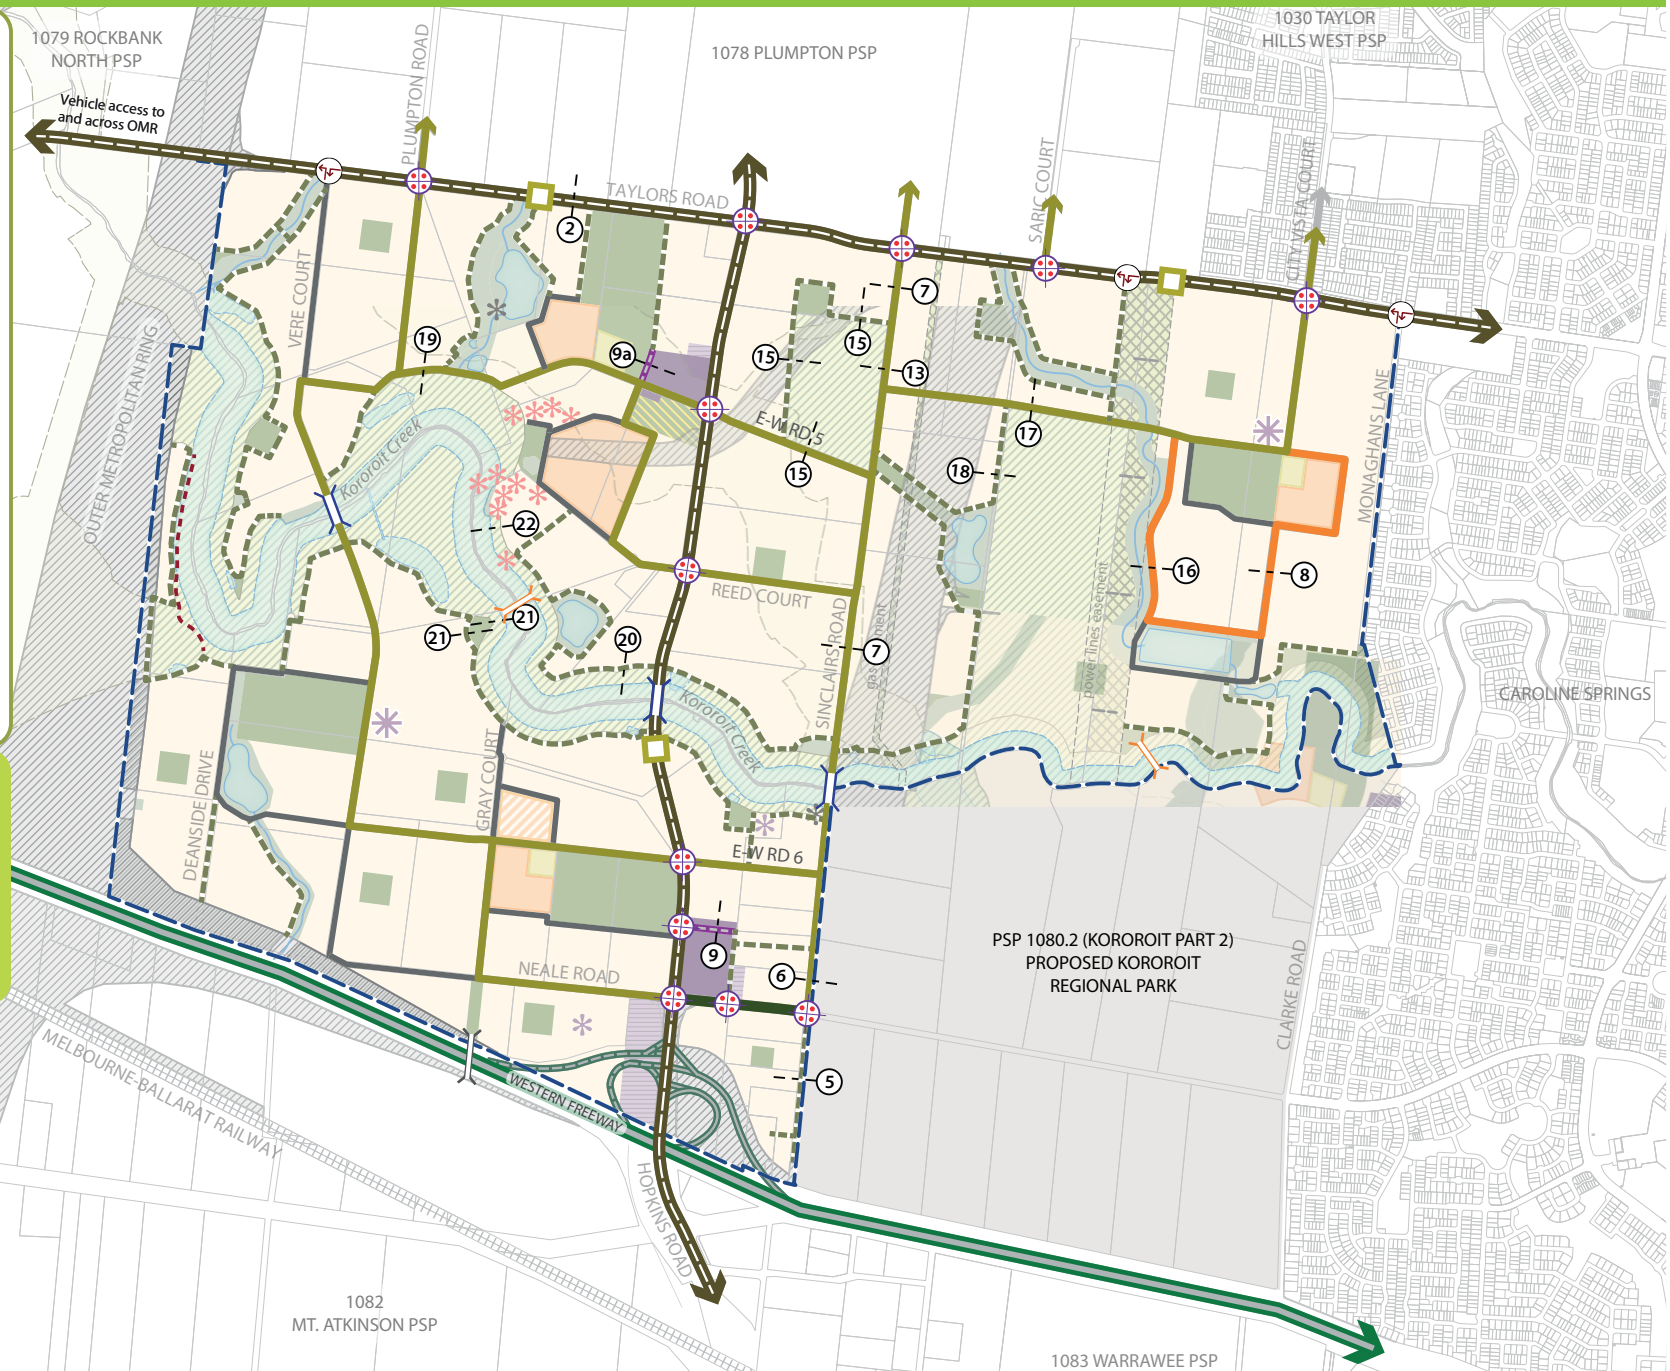 1079 ROCKBANK
NORTH PSP
1078 PLUMPTON PSP
1030 TAYLOR
HILLS WEST PSP
Vehicle access to
and across OMR
PLUMPTON ROAD
TAYLORS ROAD
SARIC COURT
CITY VISTA COURT
2
VERE COURT
OUTER METROPOLITAN RING
19
9a
7
15
15
13
E-W RD 5
15
17
18
MONAGHANS LANE
Kororoit Creek
22
16
8
REED COURT
21
21
20
7
SINCLAIRS ROAD
power lines easement
Kororoit Creek
CAROLINE SPRINGS
DEANSIDE DRIVE
GRAY COURT
E-W RD 6
9
6
NEALE ROAD
PSP 1080.2 (KOROROIT PART 2)
PROPOSED KOROROIT
REGIONAL PARK
CLARKE ROAD
5
MELBOURNE-BALLARAT RAILWAY
WESTERN FREEWAY
HOPKINS ROAD
1082
MT. ATKINSON PSP
1083 WARRAWEE PSP